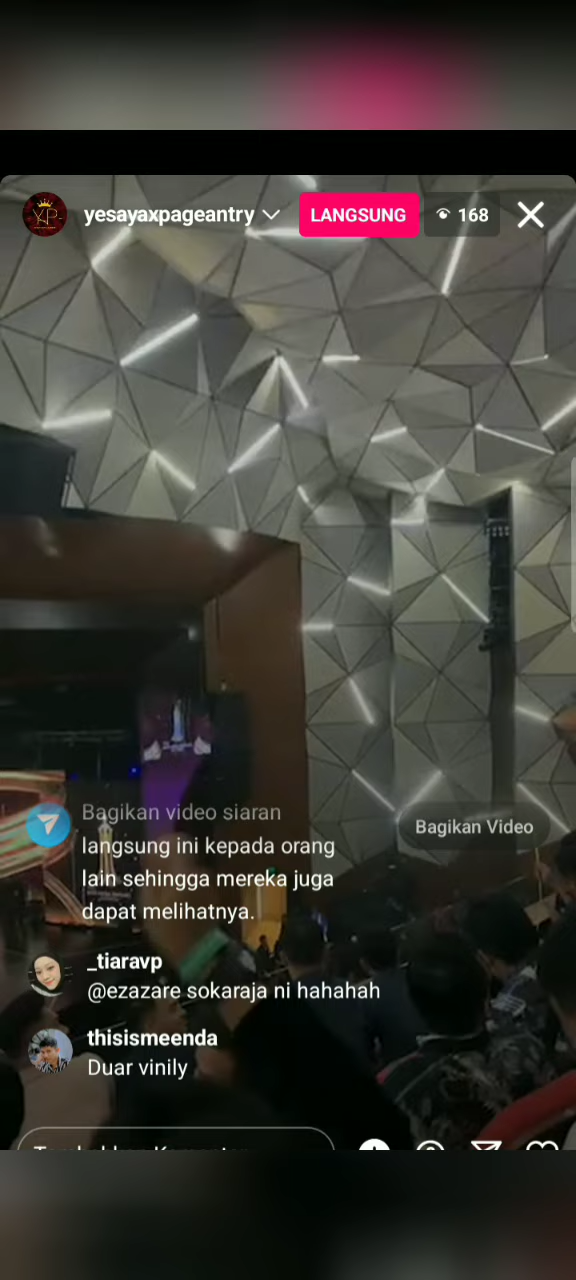 yesayaxpageantry
LANGSUNG
168
Bagikan video siaran
langsung ini kepada orang
lain sehingga mereka juga
dapat melihatnya.
Bagikan Video
_tiaravp
@ezazare sokaraja ni hahahah
thisismeenda
Duar vinily